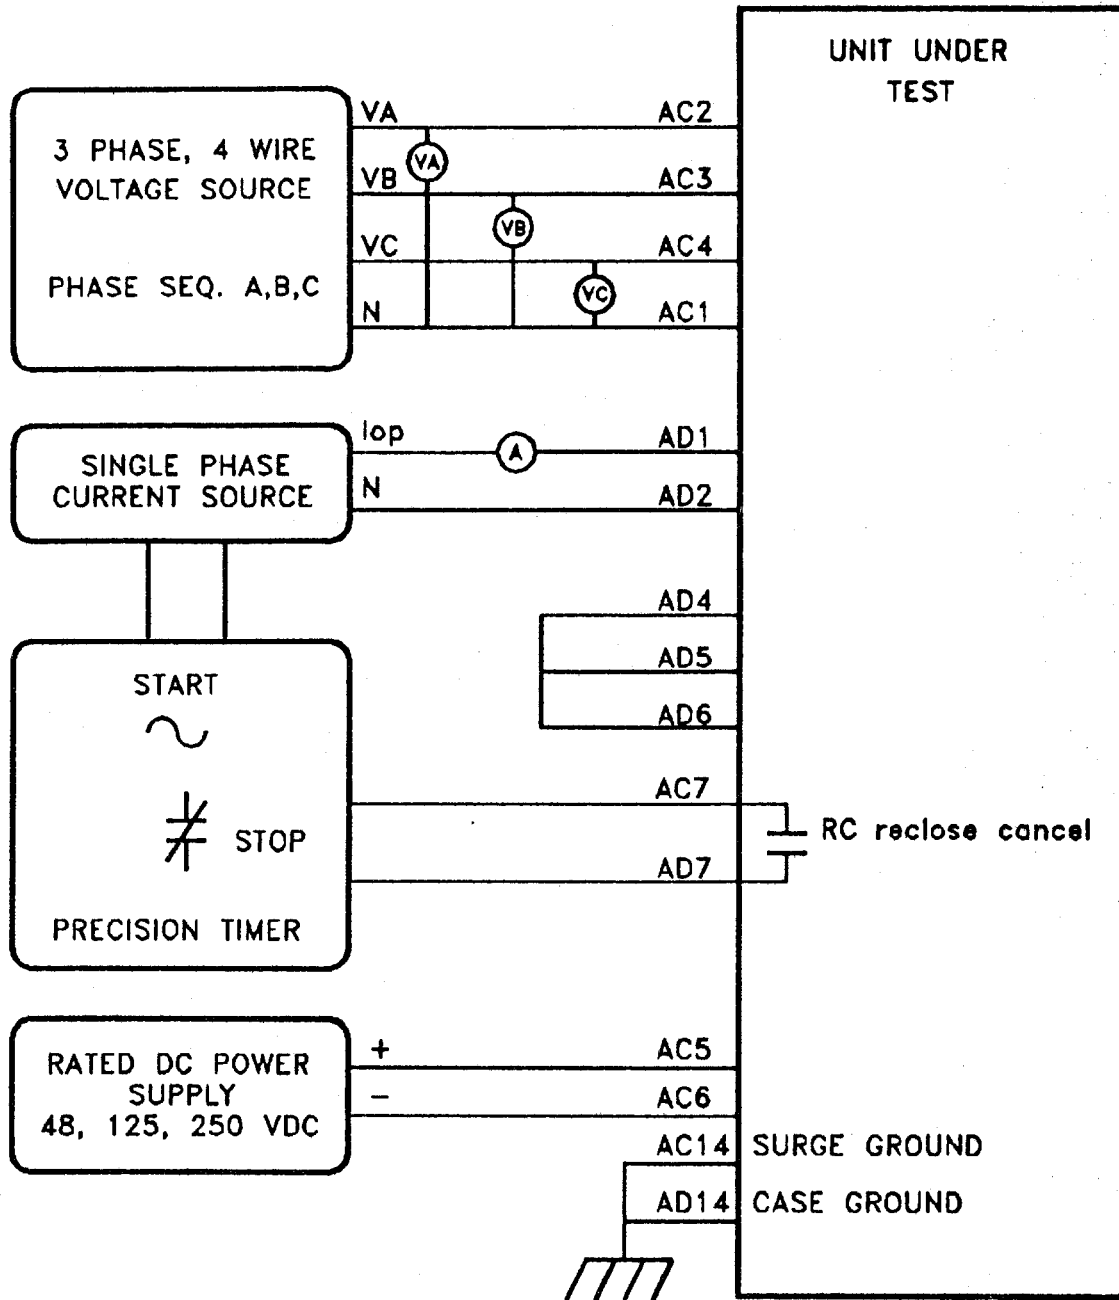 UNIT UNDER
TEST
3 PHASE, 4 WIRE
VOLTAGE SOURCE
PHASE SEQ. A,B,C
VA
VA
AC2
VB
VB
AC3
VC
VC
AC4
N
AC1
SINGLE PHASE
CURRENT SOURCE
Iop
A
AD1
N
AD2
AD4
AD5
AD6
START
STOP
PRECISION TIMER
AC7
RC reclose cancel
AD7
RATED DC POWER
SUPPLY
48, 125, 250 VDC
+
AC5
-
AC6
AC14 SURGE GROUND
AD14 CASE GROUND